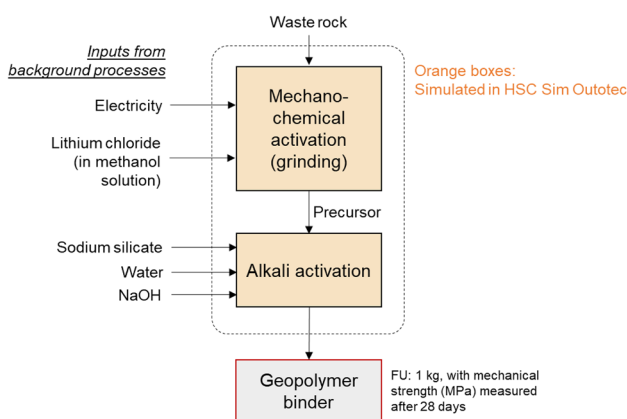 Waste rock
Inputs from
background processes
Orange boxes:
Simulated in HSC Sim Outotec
Mechano-
chemical
activation
(grinding)
Electricity
Lithium chloride
(in methanol
solution)
Precursor
Sodium silicate
Water
NaOH
Alkali activation
Geopolymer
binder
FU: 1 kg, with mechanical
strength (MPa) measured
after 28 days